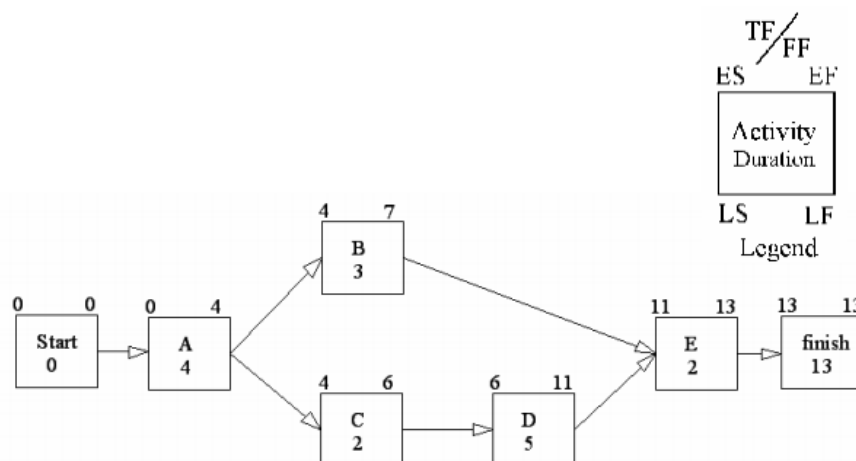 TF/FF
ES EF
Activity
Duration
LS LF
Legend
4 7
B
3
0 0
Start
0
0 4
A
4
11 13
E
2
13 13
finish
13
4 6
C
2
6 11
D
5